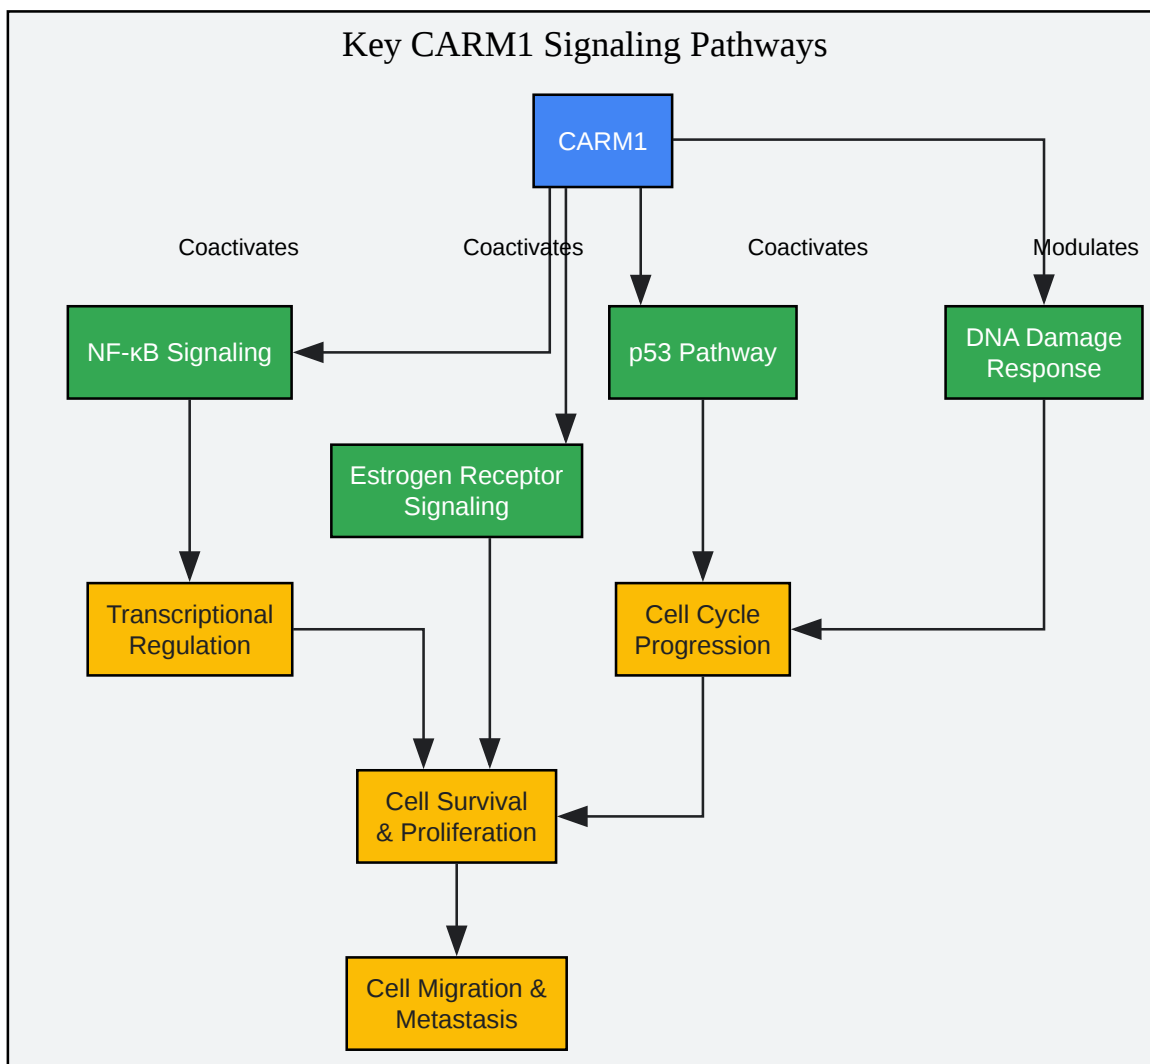 Key CARM1 Signaling Pathways
CARM1
Coactivates
Coactivates
Coactivates
Modulates
NF-κB Signaling
p53 Pathway
DNA Damage
Response
Estrogen Receptor
Signaling
Transcriptional
Regulation
Cell Cycle
Progression
Cell Survival
& Proliferation
Cell Migration &
Metastasis